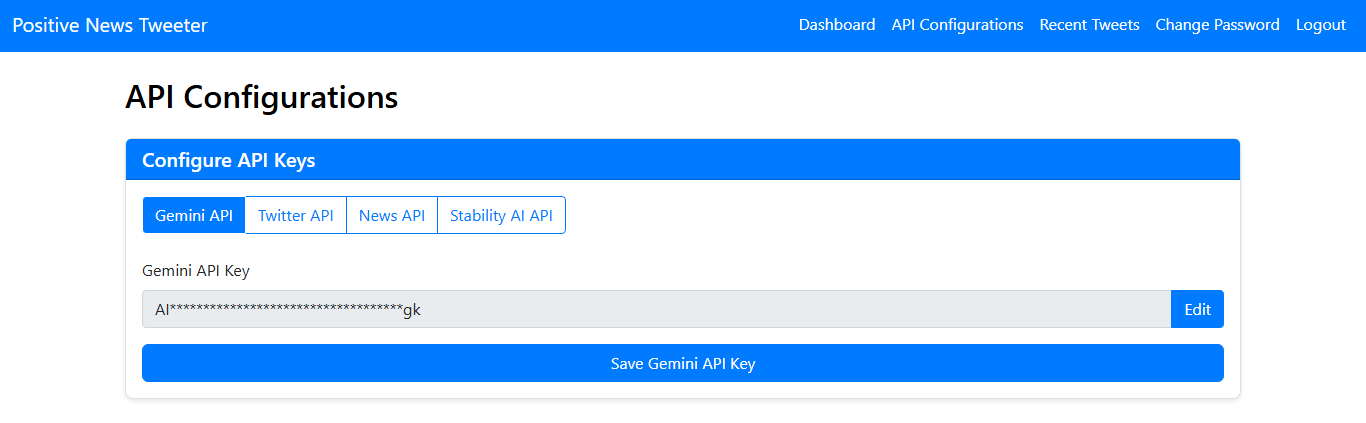 Positive News Tweeter Dashboard API Configurations Recent Tweets Change Password Logout
API Configurations
Configure API Keys
Gemini API Twitter API News API Stability AI API
Gemini API Key
AI***********************************gk Edit
Save Gemini API Key